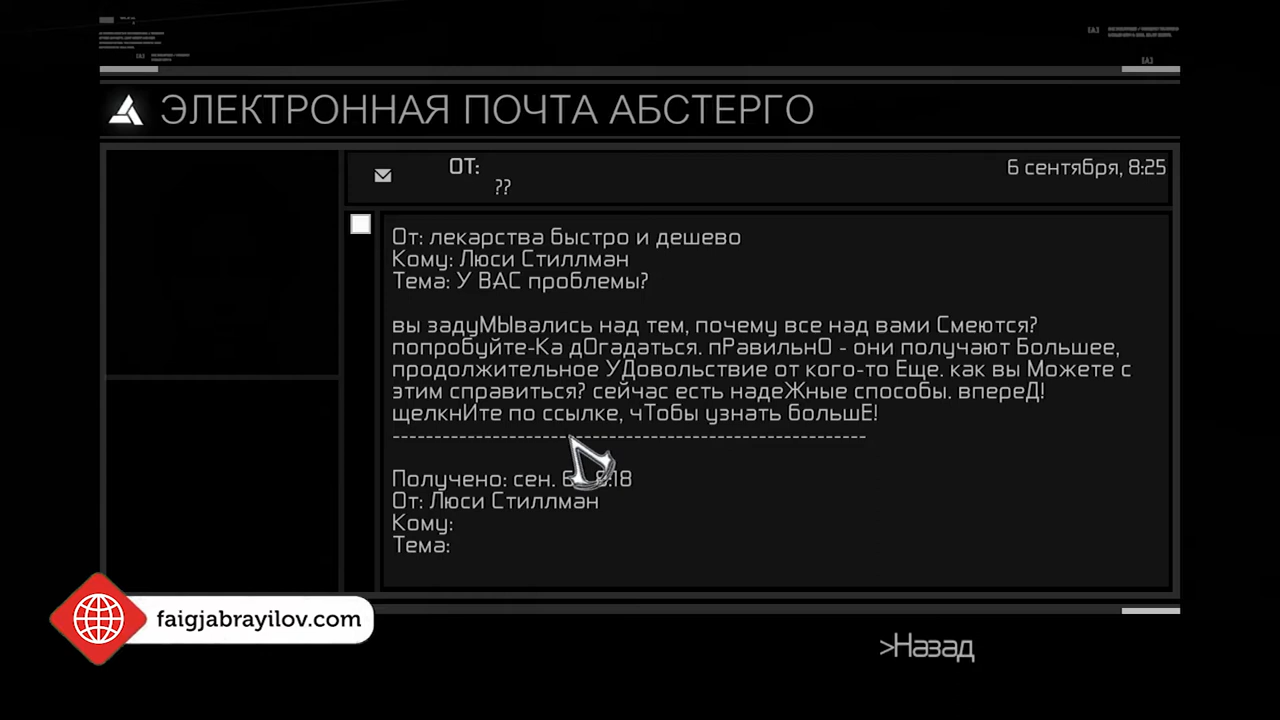 ЭЛЕКТРОННАЯ ПОЧТА АБСТЕРГО
ОТ:
??
6 сентября, 8:25
От: лекарства быстро и дешево
Кому: Люси Стиллман
Тема: У ВАС проблемы?
вы задуМЫвались над тем, почему все над вами Смеются?
попробуйте-Ка дОгадаться. пРавильнО - они получают Большее,
продолжительное УДовольствие от кого-то Еще. как вы Можете с
этим справиться? сейчас есть надеЖные способы. впереД!
щелкнИте по ссылке, чТобы узнать большЕ!
Получено: сен. 18
От: Люси Стиллман
Кому:
Тема:
faigjabrayilov.com
>Назад